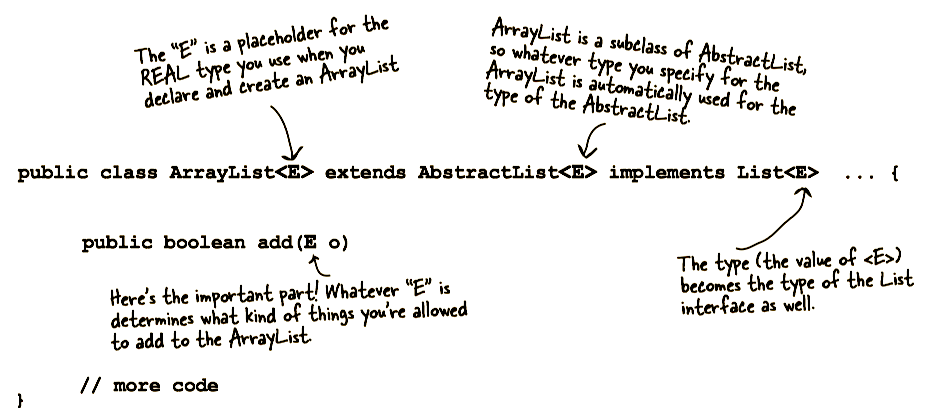 The "E" is a placeholder for the
REAL type you use when you
declare and create an ArrayList
ArrayList is a subclass of AbstractList,
so whatever type you specify for the
ArrayList is automatically used for the
type of the AbstractList.
public class ArrayList<E> extends AbstractList<E> implements List<E> ... {
public boolean add(E o)
The type (the value of <E>)
becomes the type of the List
interface as well.
Here's the important part! Whatever "E" is
determines what kind of things you're allowed
to add to the ArrayList.
// more code
}